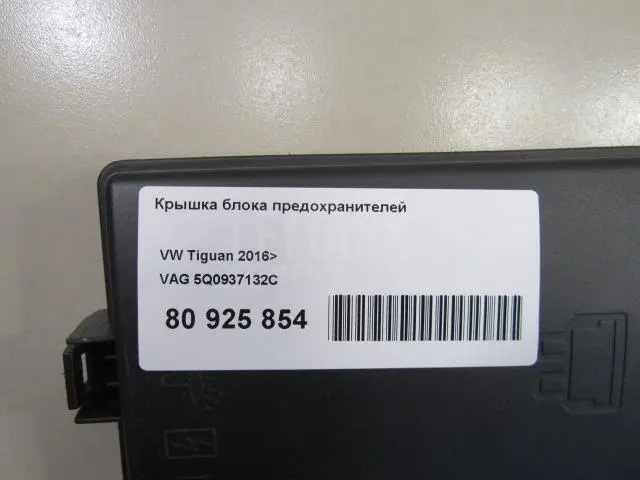 Крышка блока предохранителей
VW Tiguan 2016>
VAG 5Q0937132C
80 925 854